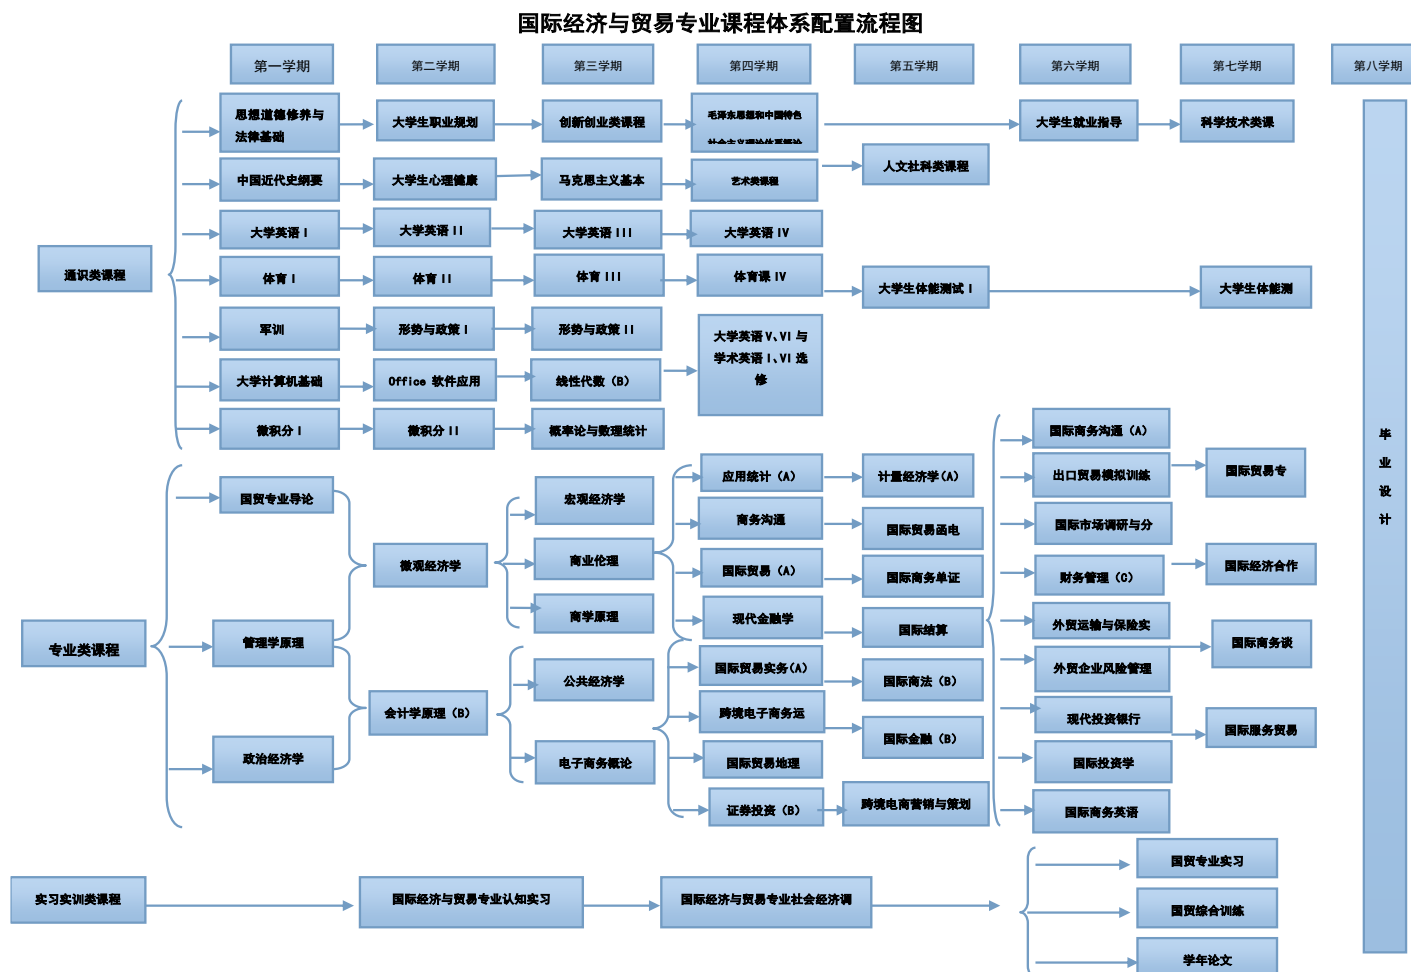 国际经济与贸易专业课程体系配置流程图
第一学期
第二学期
第三学期
第四学期
第五学期
第六学期
第七学期
第八学期
通识类课程
思想道德修养与
法律基础
大学生职业规划
创新创业类课程
毛泽东思想和中国特色
社会主义理论体系概论
大学生就业指导
科学技术类课
中国近代史纲要
大学生心理健康
马克思主义基本
艺术类课程
人文社科类课程
大学英语 I
大学英语 II
大学英语 III
大学英语 IV
体育 I
体育 II
体育 III
体育课 IV
大学生体能测试 I
大学生体能测
军训
形势与政策 I
形势与政策 II
大学英语 V、VI 与
学术英语 I、VI 选
修
大学计算机基础
Office 软件应用
线性代数（B）
微积分 I
微积分 II
概率论与数理统计
专业类课程
国贸专业导论
管理学原理
政治经济学
微观经济学
会计学原理（B）
宏观经济学
商业伦理
商学原理
公共经济学
电子商务概论
应用统计（A）
商务沟通
国际贸易（A）
现代金融学
国际贸易实务(A）
跨境电子商务运
国际贸易地理
证券投资（B）
计量经济学(A）
国际贸易函电
国际商务单证
国际结算
国际商法（B）
国际金融（B）
跨境电商营销与策划
国际商务沟通（A）
出口贸易模拟训练
国际市场调研与分
财务管理（C）
外贸运输与保险实
外贸企业风险管理
现代投资银行
国际投资学
国际商务英语
国际贸易专
国际经济合作
国际商务谈
国际服务贸易
毕
业
设
计
实习实训类课程
国际经济与贸易专业认知实习
国际经济与贸易专业社会经济调
国贸专业实习
国贸综合训练
学年论文